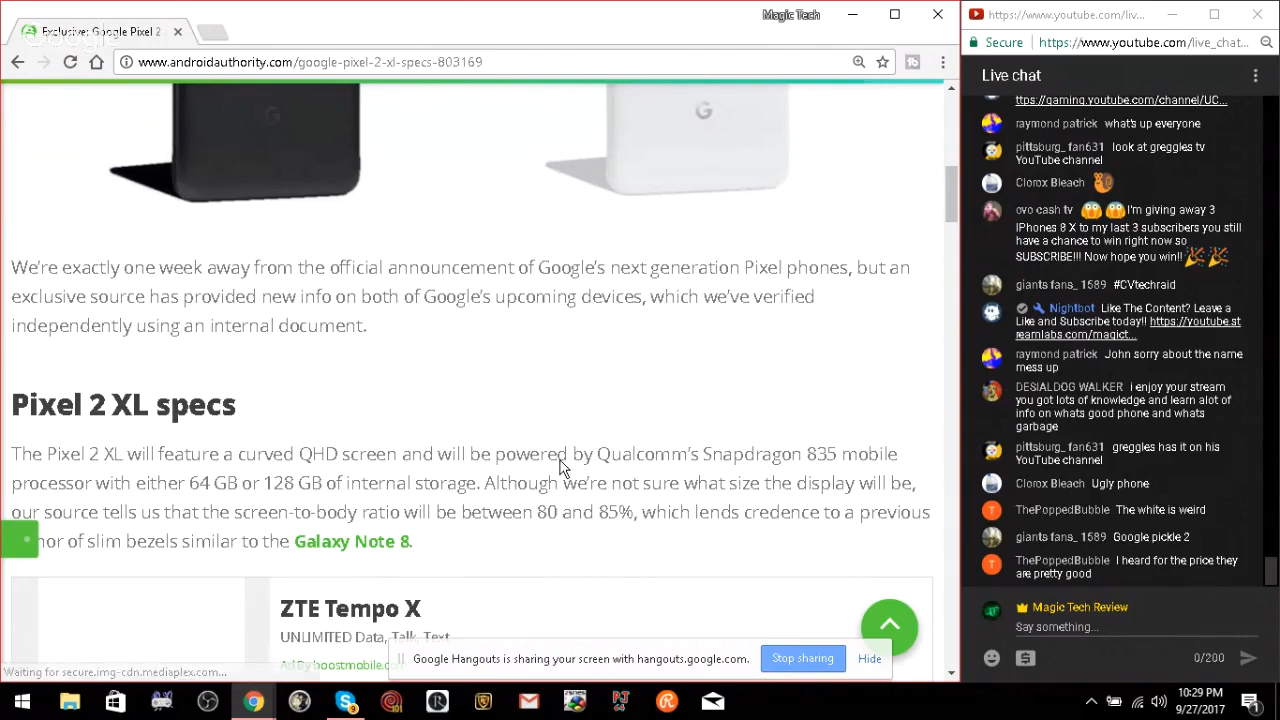 Magic Tech
Exclusive: Google Pixel 2
www.androidauthority.com/google-pixel-2-xl-specs-803169
G
We're exactly one week away from the official announcement of Google's next generation Pixel phones, but an
exclusive source has provided new info on both of Google's upcoming devices, which we've verified
independently using an internal document.
Pixel 2 XL specs
The Pixel 2 XL will feature a curved QHD screen and will be powered by Qualcomm's Snapdragon 835 mobile
processor with either 64 GB or 128 GB of internal storage. Although we're not sure what size the display will be,
our source tells us that the screen-to-body ratio will be between 80 and 85%, which lends credence to a previous
mor of slim bezels similar to the Galaxy Note 8.
ZTE Tempo X
UNLIMITED Data, Talk, Text
Ad By boostmobile.co
Google Hangouts is sharing your screen with hangouts.google.com.
Stop sharing
Hide
Waiting for secure.img-cdn.mediaplex.com...
https://www.youtube.com/liv...
Secure
https://www.youtube.com/live_chat...
Live chat
ttps://gaming.youtube.com/channel/UC...
raymond patrick what's up everyone
pittsburg_ fan631 look at greggles tv
YouTube channel
Clorox Bleach
ovo cash tv I'm giving away 3
IPhones 8 X to my last 3 subscribers you still
have a chance to win right now so
SUBSCRIBE!!! Now hope you win!!
giants fans_ 1589 #CVtechraid
Nightbot Like The Content? Leave a
Like and Subscribe today!! https://youtube.st
reamlabs.com/magict...
raymond patrick John sorry about the name
mess up
DESIALDOG WALKER i enjoy your stream
you got lots of knowledge and learn alot of
info on whats good phone and whats
garbage
pittsburg_ fan631 greggles has it on his
YouTube channel
Clorox Bleach Ugly phone
T
ThePoppedBubble The white is weird
giants fans_ 1589 Google pickle 2
T
ThePoppedBubble I heard for the price they
are pretty good
Magic Tech Review
Say something...
0/200
10:29 PM
9/27/2017